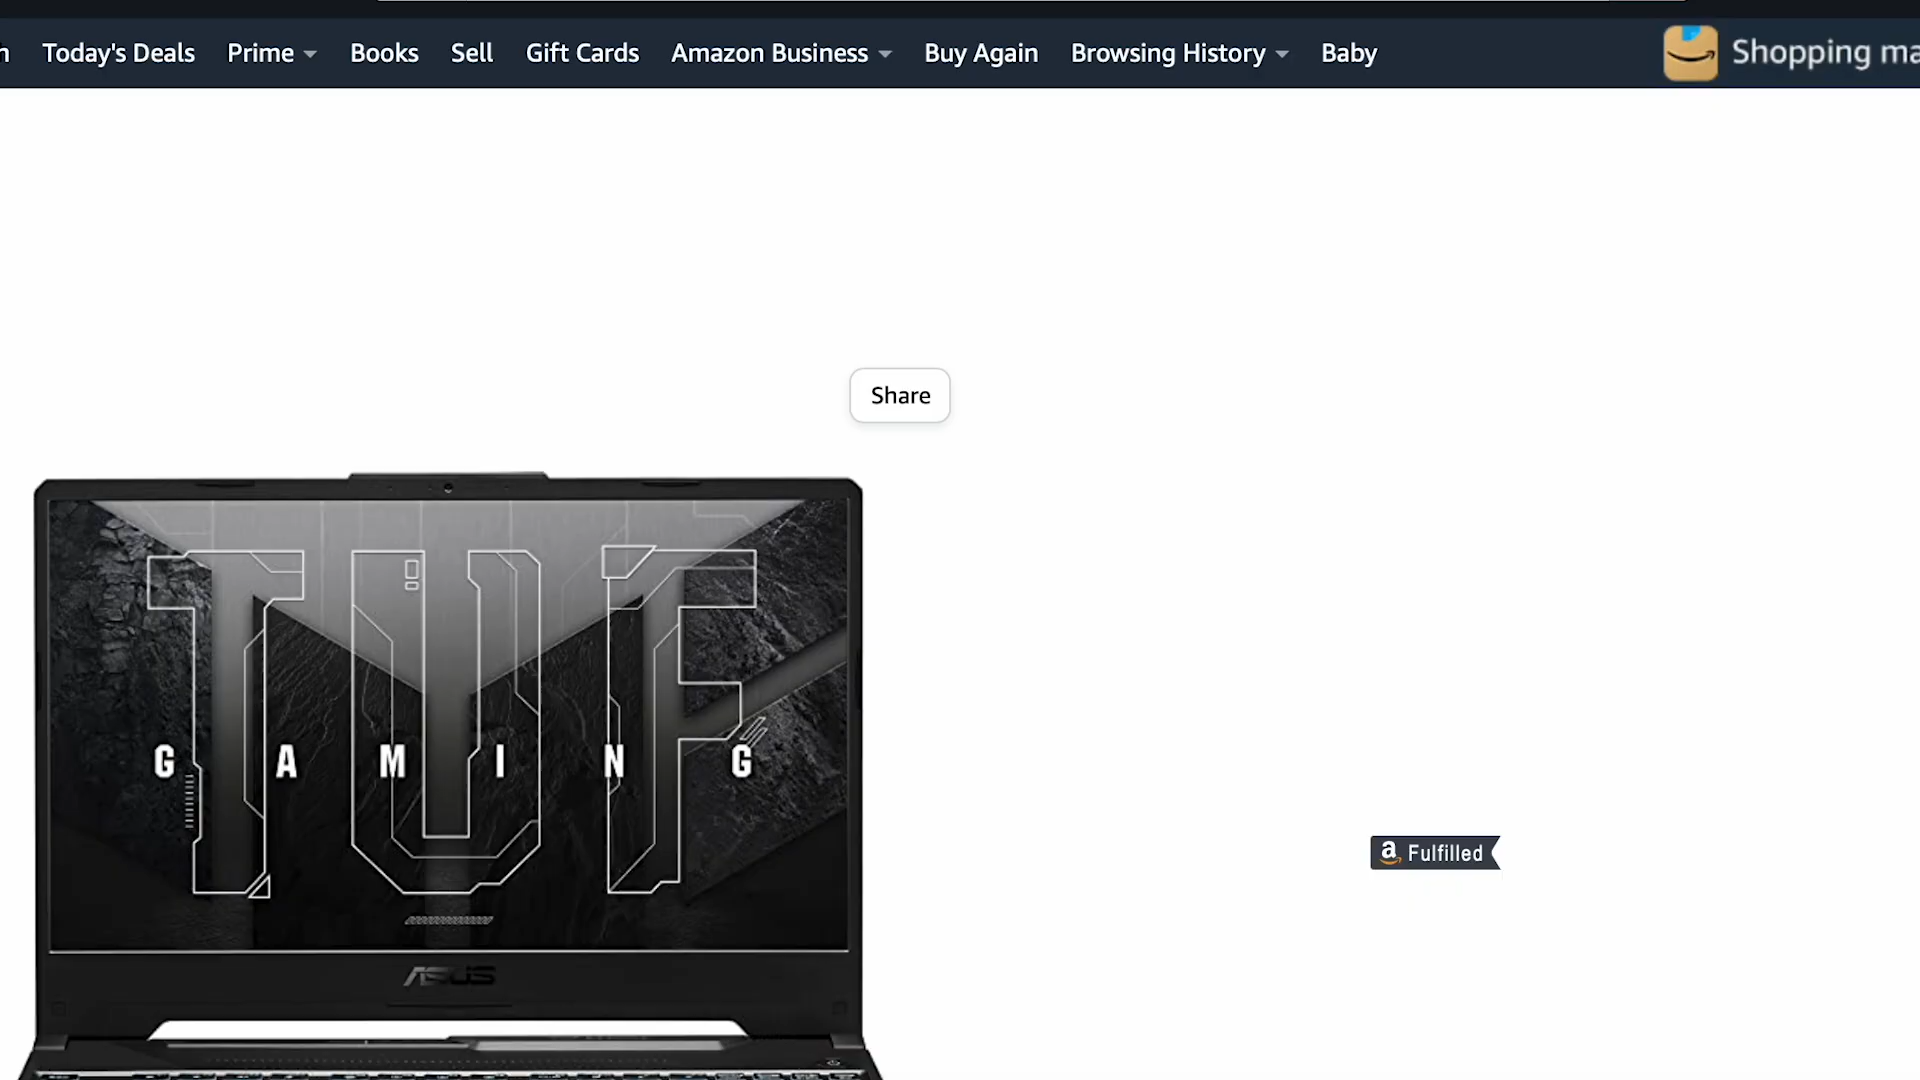 Today's Deals Prime Books Sell Gift Cards Amazon Business Buy Again Browsing History Baby Shopping
Share
TUF
GAMING
ASUS
a Fulfilled